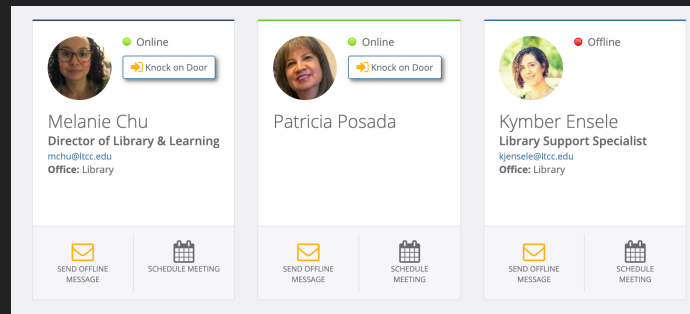 Online
Knock on Door
Melanie Chu
Director of Library & Learning
mchu@ltcc.edu
Office: Library
SEND OFFLINE
MESSAGE
SCHEDULE MEETING
Online
Knock on Door
Patricia Posada
SEND OFFLINE
MESSAGE
SCHEDULE
MEETING
Offline
Kymber Ensele
Library Support Specialist
kjensele@ltcc.edu
Office: Library
SEND OFFLINE
MESSAGE
SCHEDULE
MEETING